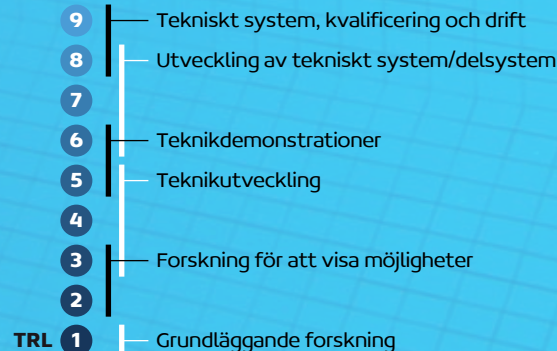 9 Tekniskt system, kvalificering och drift
8 Utveckling av tekniskt system/delsystem
7
6 Teknikdemonstrationer
5 Teknikutveckling
4
3 Forskning för att visa möjligheter
2
TRL 1 Grundläggande forskning